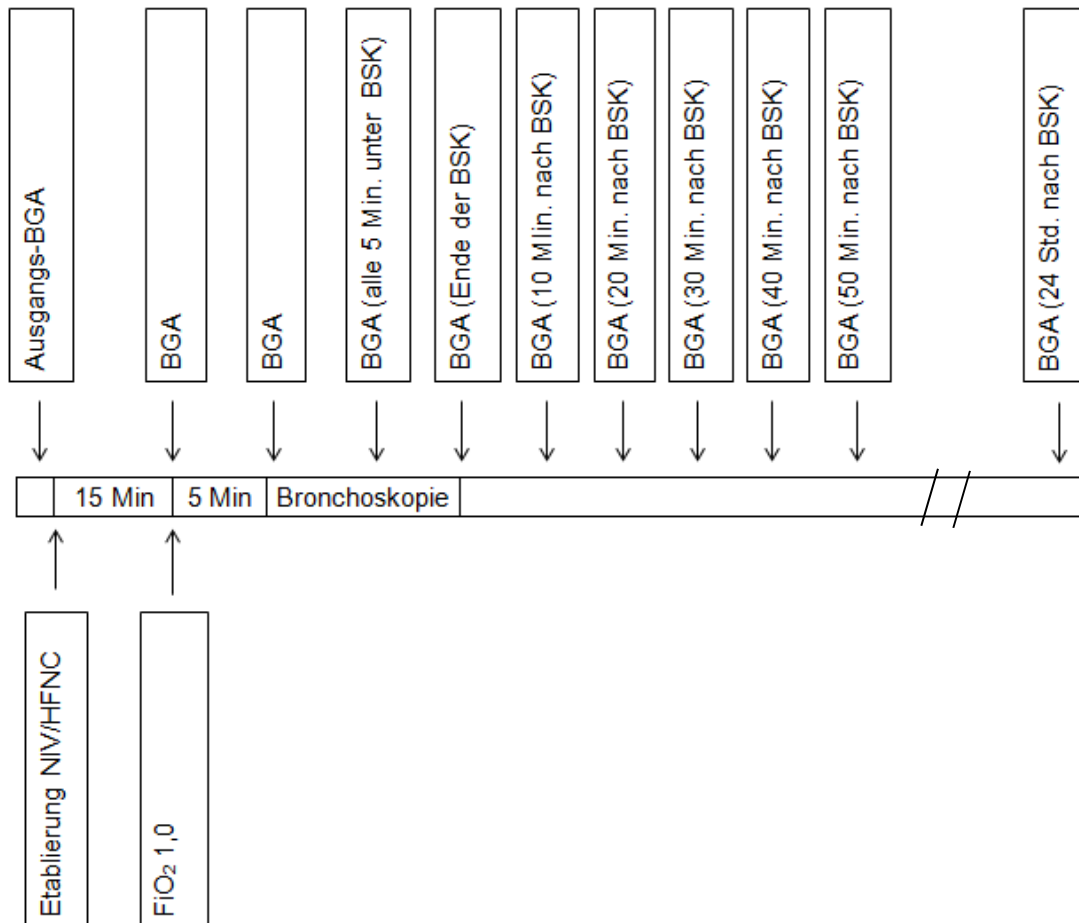 Ausgangs-BGA
BGA
BGA
BGA (alle 5 Min. unter BSK)
BGA (Ende der BSK)
BGA (10 Mlin. nach BSK)
BGA (20 Min. nach BSK)
BGA (30 Min. nach BSK)
BGA (40 Min. nach BSK)
BGA (50 Min. nach BSK)
BGA (24 Std. nach BSK)
15 Min
5 Min
Bronchoskopie
Etablierung NIV/HFNC
FiO₂ 1,0